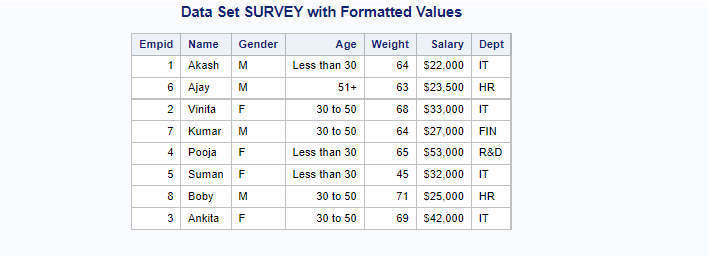 Data Set SURVEY with Formatted Values
Empid Name Gender Age Weight Salary Dept
1 Akash M Less than 30 64 $22,000 IT
6 Ajay M 51+ 63 $23,500 HR
2 Vinita F 30 to 50 68 $33,000 IT
7 Kumar M 30 to 50 64 $27,000 FIN
4 Pooja F Less than 30 65 $53,000 R&D
5 Suman F Less than 30 45 $32,000 IT
8 Boby M 30 to 50 71 $25,000 HR
3 Ankita F 30 to 50 69 $42,000 IT